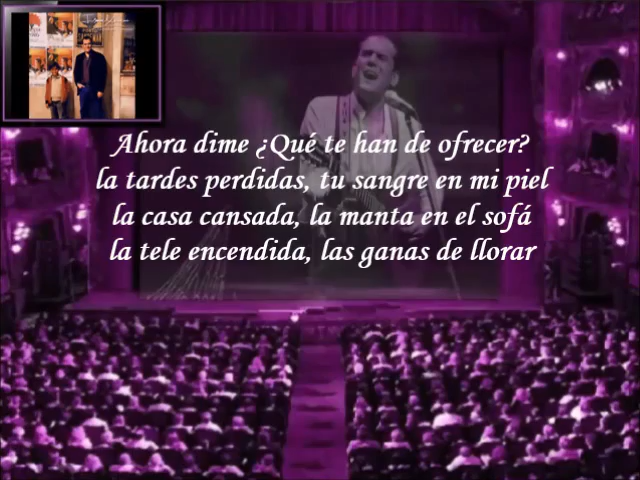 Ahora dime ¿Qué te han de ofrecer?
la tardes perdidas, tu sangre en mi piel
la casa cansada, la manta en el sofá
la tele encendida, las ganas de llorar